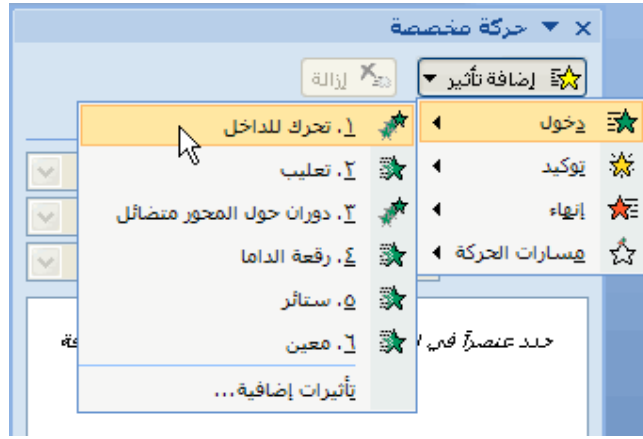 حركة مخصصة
إضافة تأثير
إزالة
دخول
توكيد
إنهاء
مسارات الحركة
١. تحرك للداخل
٢. تعليب
٣. دوران حول المحور متضائل
٤. رقعة الداما
٥. ستائر
٦. معين
تأثيرات إضافية...
حدد عنصراً في